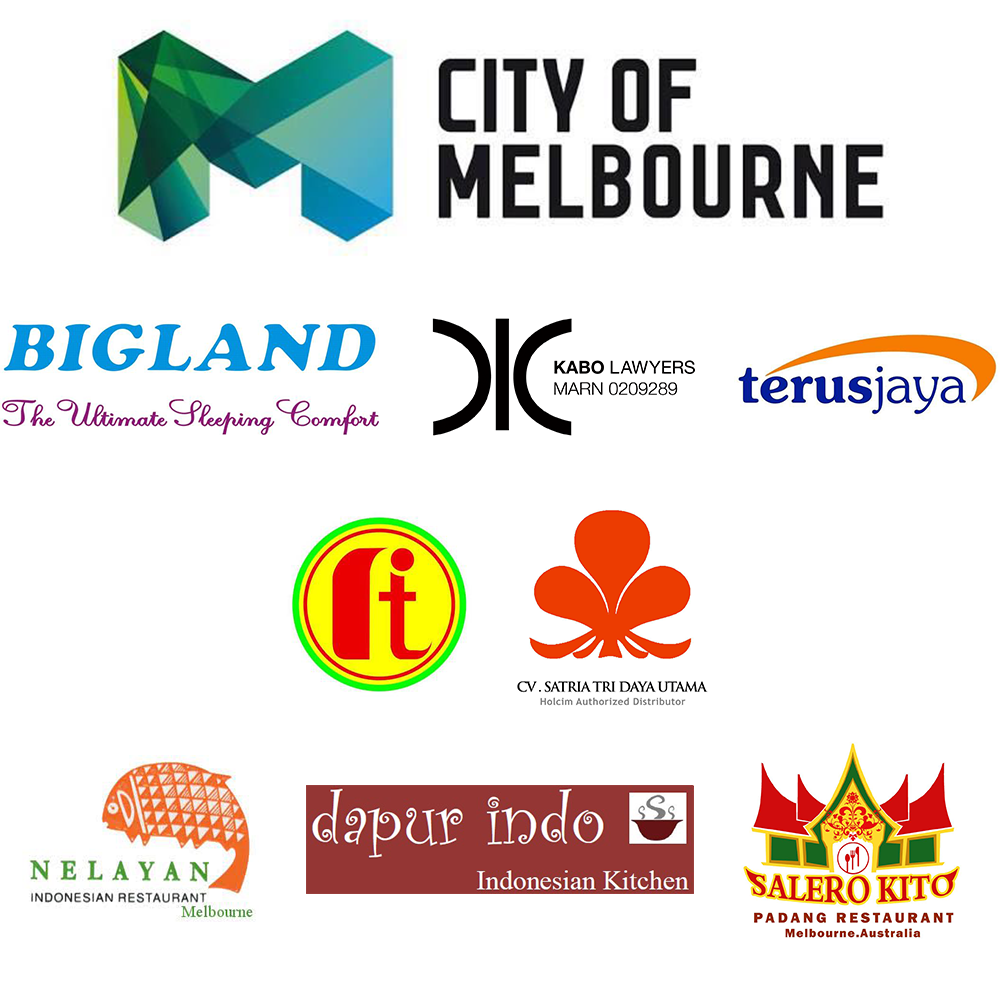 CITY OF
MELBOURNE
BIGLAND
The Ultimate Sleeping Comfort
KABO LAWYERS
MARN 0209289
terusjaya
CV. SATRIA TRI DAYA UTAMA
Holcim Authorized Distributor
NELAYAN
INDONESIAN RESTAURANT
Melbourne
dapur indo
Indonesian Kitchen
SALERO KITO
PADANG RESTAURANT
Melbourne.Australia